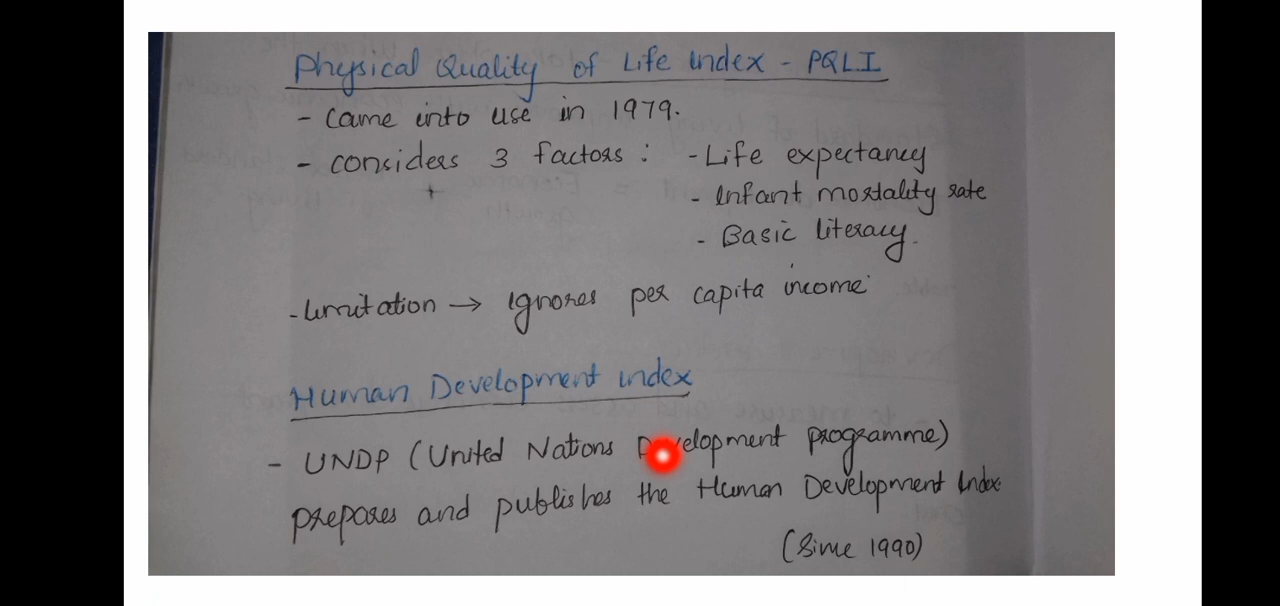 Physical Quality of Life Index - PQLI
- Came into use in 1979.
- considers 3 factors : - Life expectancy
- Infant mortality rate
- Basic literacy.
- Limitation → Ignores per capita income
Human Development Index
- UNDP (United Nations Development programme)
prepares and publishes the Human Development Index
(Since 1990)